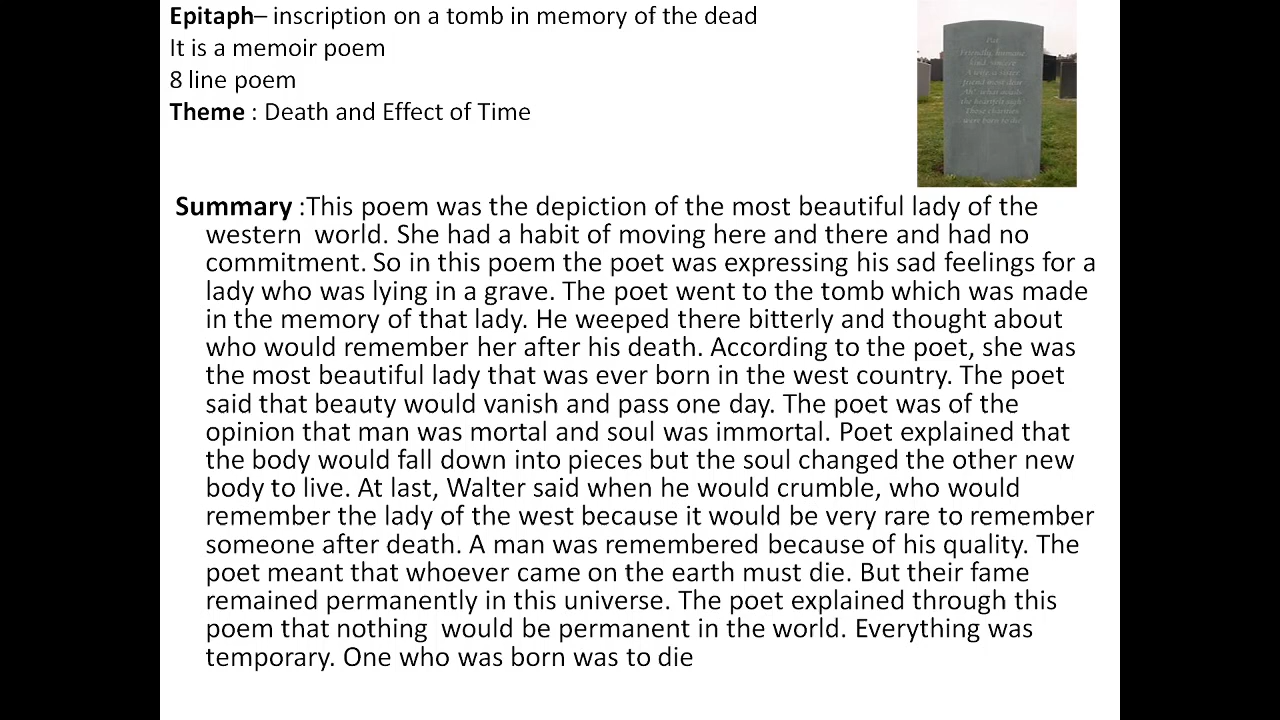 Epitaph– inscription on a tomb in memory of the dead
It is a memoir poem
8 line poem
Theme : Death and Effect of Time
Summary :This poem was the depiction of the most beautiful lady of the
western world. She had a habit of moving here and there and had no
commitment. So in this poem the poet was expressing his sad feelings for a
lady who was lying in a grave. The poet went to the tomb which was made
in the memory of that lady. He weeped there bitterly and thought about
who would remember her after his death. According to the poet, she was
the most beautiful lady that was ever born in the west country. The poet
said that beauty would vanish and pass one day. The poet was of the
opinion that man was mortal and soul was immortal. Poet explained that
the body would fall down into pieces but the soul changed the other new
body to live. At last, Walter said when he would crumble, who would
remember the lady of the west because it would be very rare to remember
someone after death. A man was remembered because of his quality. The
poet meant that whoever came on the earth must die. But their fame
remained permanently in this universe. The poet explained through this
poem that nothing would be permanent in the world. Everything was
temporary. One who was born was to die